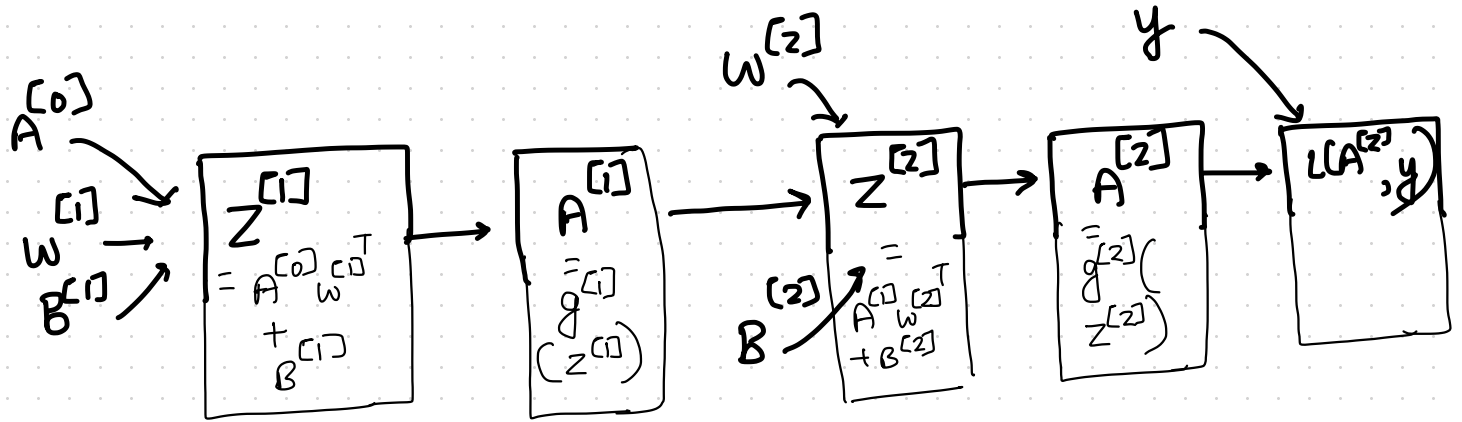 A^[0]
W^[1]
B^[1]
Z^[1]
= A^[0] W^[1]^T
+
B^[1]
A^[1]
=
g^[1]
(Z^[1])
W^[2]
B^[2]
Z^[2]
=
A^[1] W^[2]^T
+ B^[2]
A^[2]
=
g^[2](
Z^[2])
y
L(A^[2]
, y)